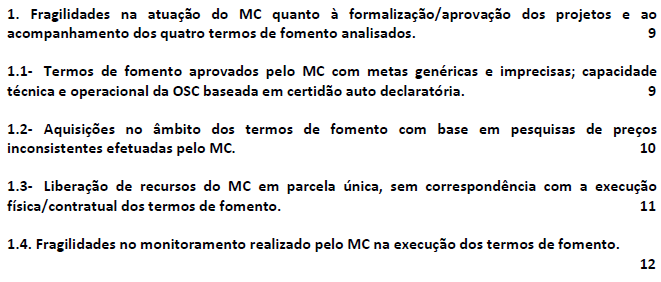 1. Fragilidades na atuação do MC quanto à formalização/aprovação dos projetos e ao
acompanhamento dos quatro termos de fomento analisados. 9
1.1- Termos de fomento aprovados pelo MC com metas genéricas e imprecisas; capacidade
técnica e operacional da OSC baseada em certidão auto declaratória. 9
1.2- Aquisições no âmbito dos termos de fomento com base em pesquisas de preços
inconsistentes efetuadas pelo MC. 10
1.3- Liberação de recursos do MC em parcela única, sem correspondência com a execução
física/contratual dos termos de fomento. 11
1.4. Fragilidades no monitoramento realizado pelo MC na execução dos termos de fomento.
12